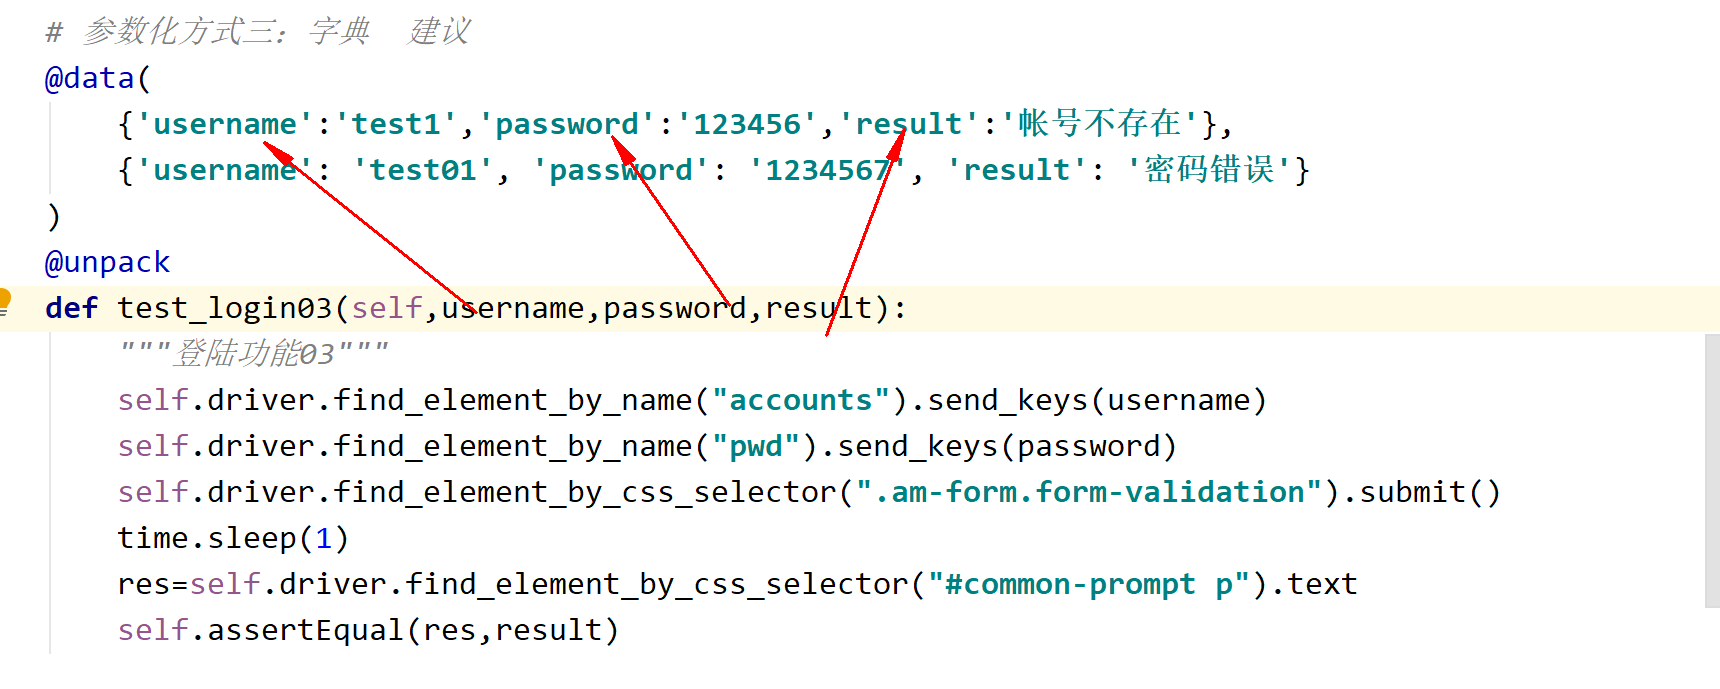 # 参数化方式三：字典  建议
@data(
    {'username':'test1','password':'123456','result':'帐号不存在'},
    {'username': 'test01', 'password': '1234567', 'result': '密码错误'}
)
@unpack
def test_login03(self,username,password,result):
    """登陆功能03"""
    self.driver.find_element_by_name("accounts").send_keys(username)
    self.driver.find_element_by_name("pwd").send_keys(password)
    self.driver.find_element_by_css_selector(".am-form.form-validation").submit()
    time.sleep(1)
    res=self.driver.find_element_by_css_selector("#common-prompt p").text
    self.assertEqual(res,result)